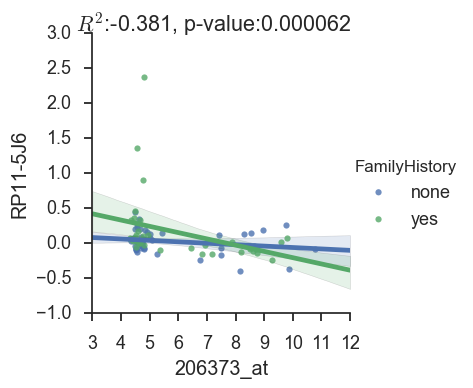 R²:-0.381, p-value:0.000062
3.0
2.5
2.0
1.5
1.0
0.5
0.0
−0.5
−1.0
RP11-5J6
3 4 5 6 7 8 9 10 11 12
206373_at
FamilyHistory
none
yes